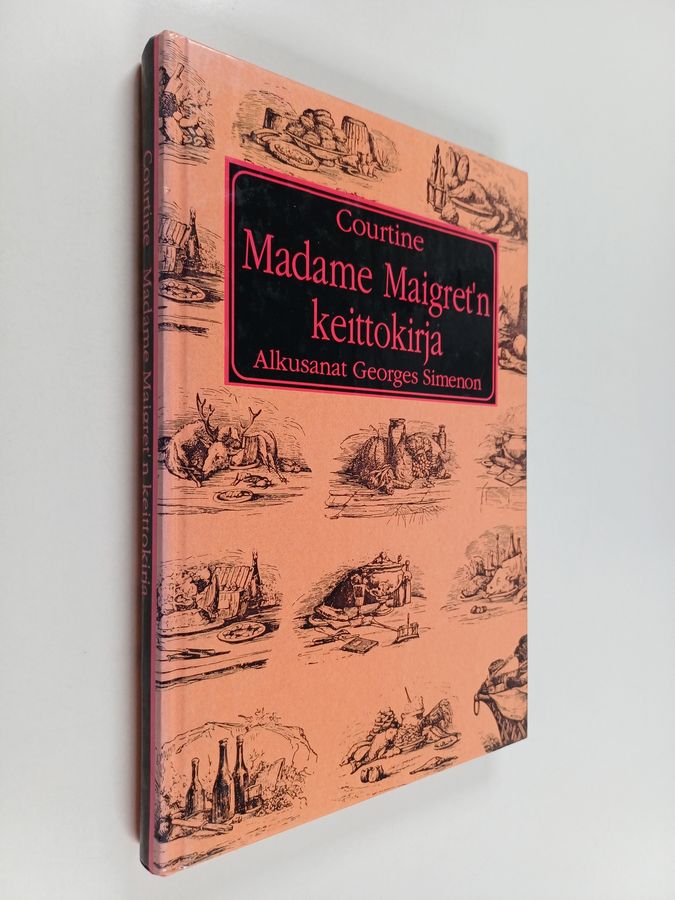 Courtine
Madame Maigret'n
keittokirja
Alkusanat Georges Simenon
Courtine Madame Maigret'n keittokirja